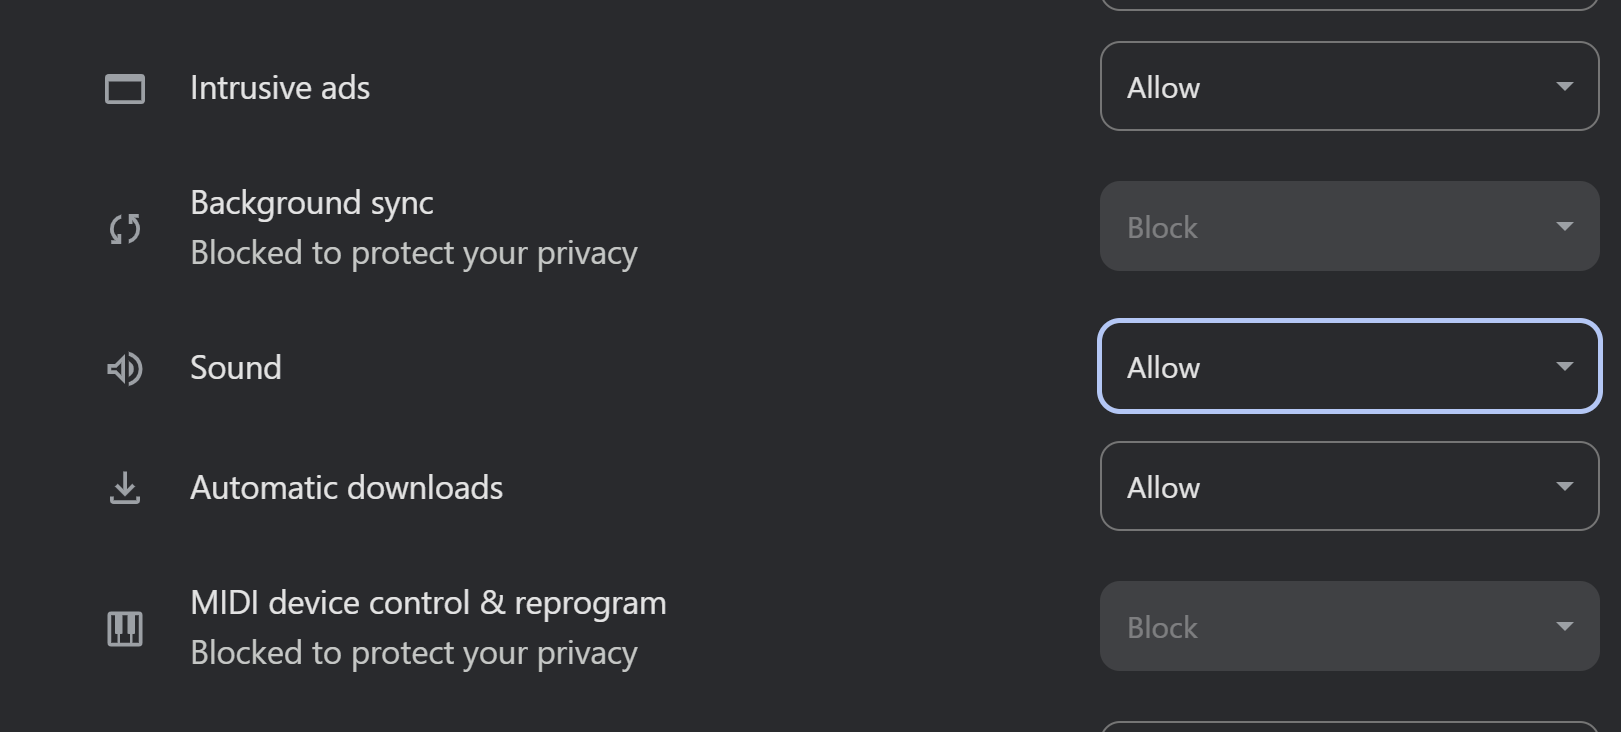 Intrusive ads
Allow
Background sync
Blocked to protect your privacy
Block
Sound
Allow
Automatic downloads
Allow
MIDI device control & reprogram
Blocked to protect your privacy
Block